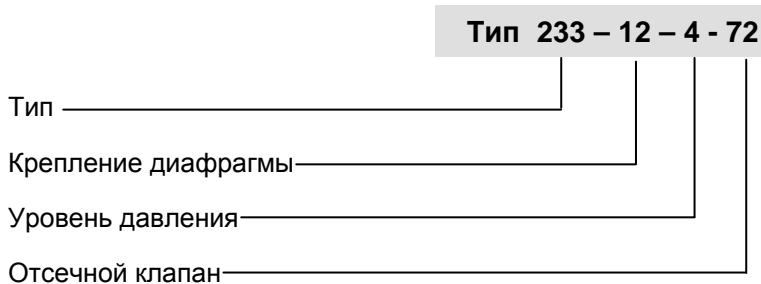 Тип 233 – 12 – 4 - 72
Тип
Крепление диафрагмы
Уровень давления
Отсечной клапан